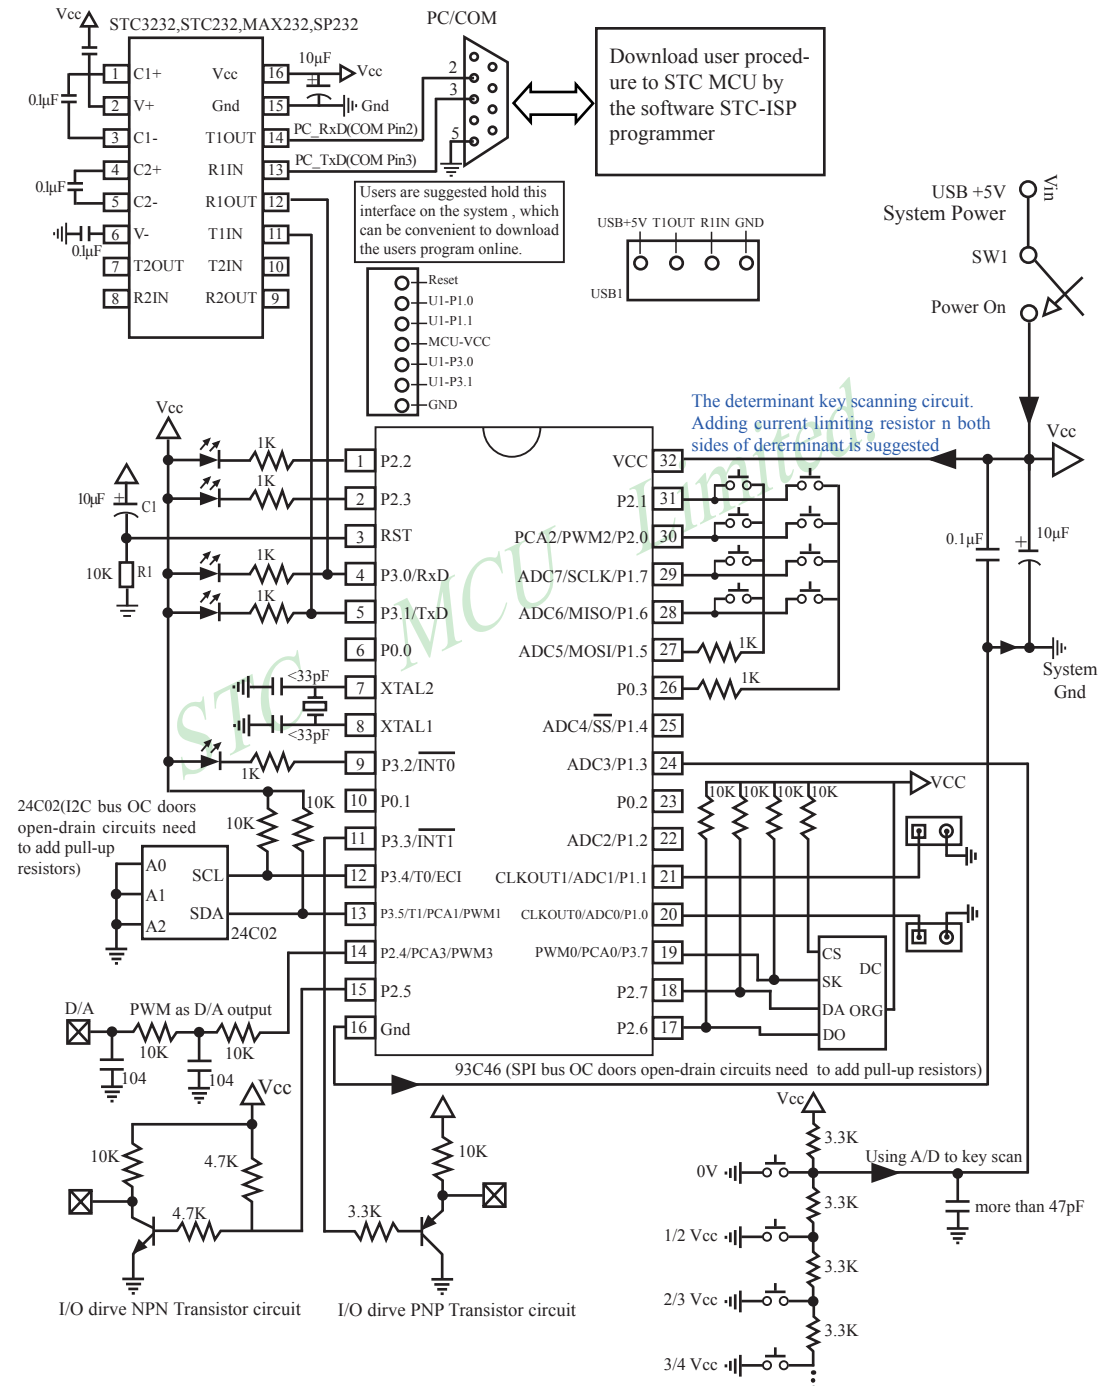 Vcc
STC3232,STC232,MAX232,SP232
PC/COM
1 C1+ Vcc 16
10µF
Vcc
0.1µF
2 V+ Gnd 15
Gnd
3 C1- T1OUT 14
PC_RxD(COM Pin2)
4 C2+ R1IN 13
PC_TxD(COM Pin3)
0.1µF
5 C2- R1OUT 12
6 V- T1IN 11
0.1µF
7 T2OUT T2IN 10
8 R2IN R2OUT 9
2
3
5
Download user proced-
ure to STC MCU by
the software STC-ISP
programmer
Users are suggested hold this
interface on the system , which
can be convenient to download
the users program online.
Reset
U1-P1.0
U1-P1.1
MCU-VCC
U1-P3.0
U1-P3.1
GND
USB+5V T1OUT R1IN GND
USB1
USB +5V
System Power
Vin
SW1
Power On
The determinant key scanning circuit.
Adding current limiting resistor n both
sides of dererminant is suggested
Vcc
0.1µF
10µF
System
Gnd
STC MCU Limited.
Vcc
1K
1K
10µF
C1
10K
R1
1K
1K
<33pF
<33pF
1K
1 P2.2
2 P2.3
3 RST
4 P3.0/RxD
5 P3.1/TxD
6 P0.0
7 XTAL2
8 XTAL1
9 P3.2/INT0
10 P0.1
11 P3.3/INT1
12 P3.4/T0/ECI
13 P3.5/T1/PCA1/PWM1
14 P2.4/PCA3/PWM3
15 P2.5
16 Gnd
VCC 32
P2.1 31
PCA2/PWM2/P2.0 30
ADC7/SCLK/P1.7 29
ADC6/MISO/P1.6 28
ADC5/MOSI/P1.5 27
P0.3 26
ADC4/SS/P1.4 25
ADC3/P1.3 24
P0.2 23
ADC2/P1.2 22
CLKOUT1/ADC1/P1.1 21
CLKOUT0/ADC0/P1.0 20
PWM0/PCA0/P3.7 19
P2.7 18
P2.6 17
1K
1K
10K 10K 10K 10K
VCC
CS
DC
SK
DA ORG
DO
93C46 (SPI bus OC doors open-drain circuits need to add pull-up resistors)
24C02(I2C bus OC doors
open-drain circuits need
to add pull-up
resistors)
10K
10K
A0
SCL
A1
SDA
A2
24C02
D/A
PWM as D/A output
10K
10K
104
104
Vcc
10K
4.7K
4.7K
I/O dirve NPN Transistor circuit
10K
3.3K
I/O dirve PNP Transistor circuit
Vcc
3.3K
Using A/D to key scan
0V
3.3K
more than 47pF
1/2 Vcc
3.3K
2/3 Vcc
3.3K
3/4 Vcc